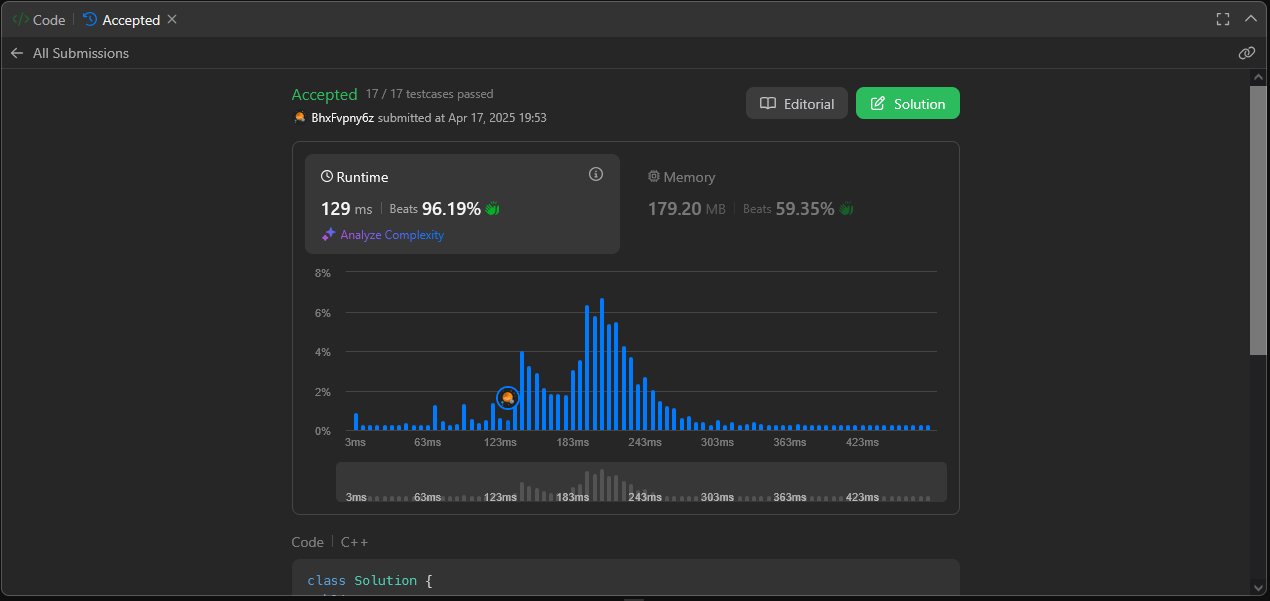 </> Code | Accepted
All Submissions
Accepted 17 / 17 testcases passed
BhxFvpny6z submitted at Apr 17, 2025 19:53
Editorial
Solution
Runtime
129 ms | Beats 96.19%
Analyze Complexity
Memory
179.20 MB | Beats 59.35%
8%
6%
4%
2%
0%
3ms 63ms 123ms 183ms 243ms 303ms 363ms 423ms
3ms 63ms 123ms 183ms 243ms 303ms 363ms 423ms
Code | C++
class Solution {